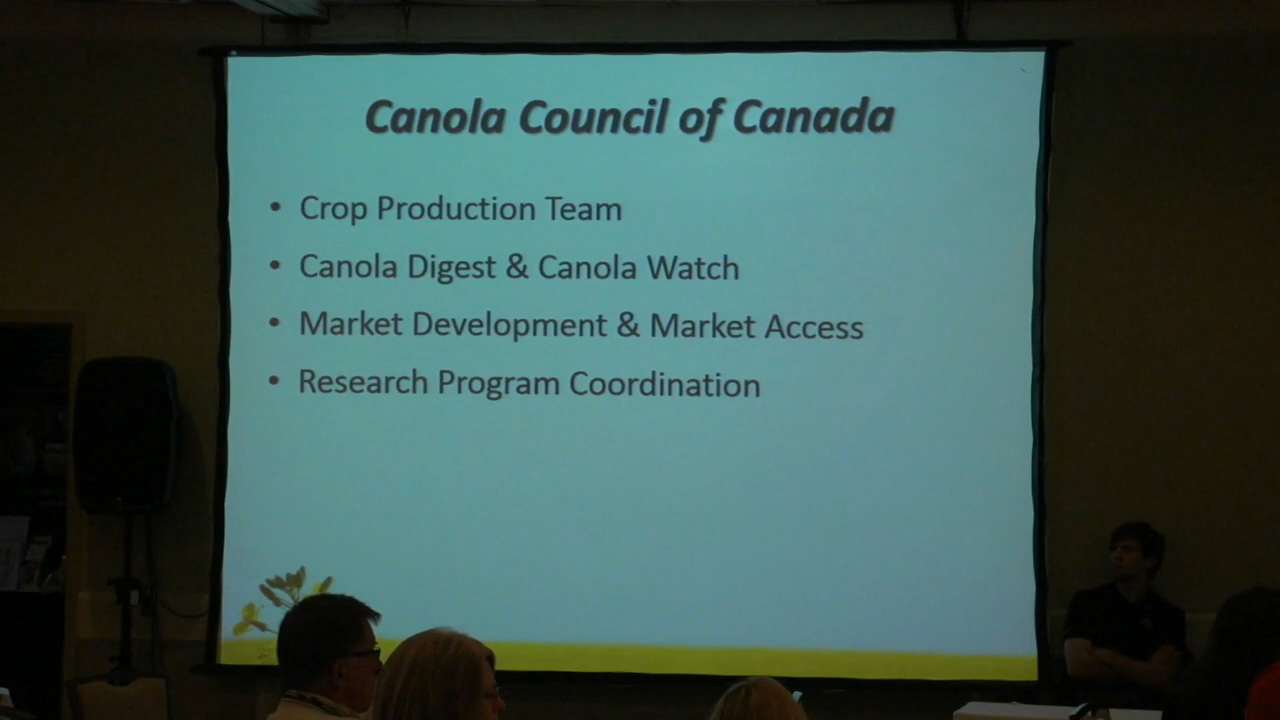 Canola Council of Canada
• Crop Production Team
• Canola Digest & Canola Watch
• Market Development & Market Access
• Research Program Coordination